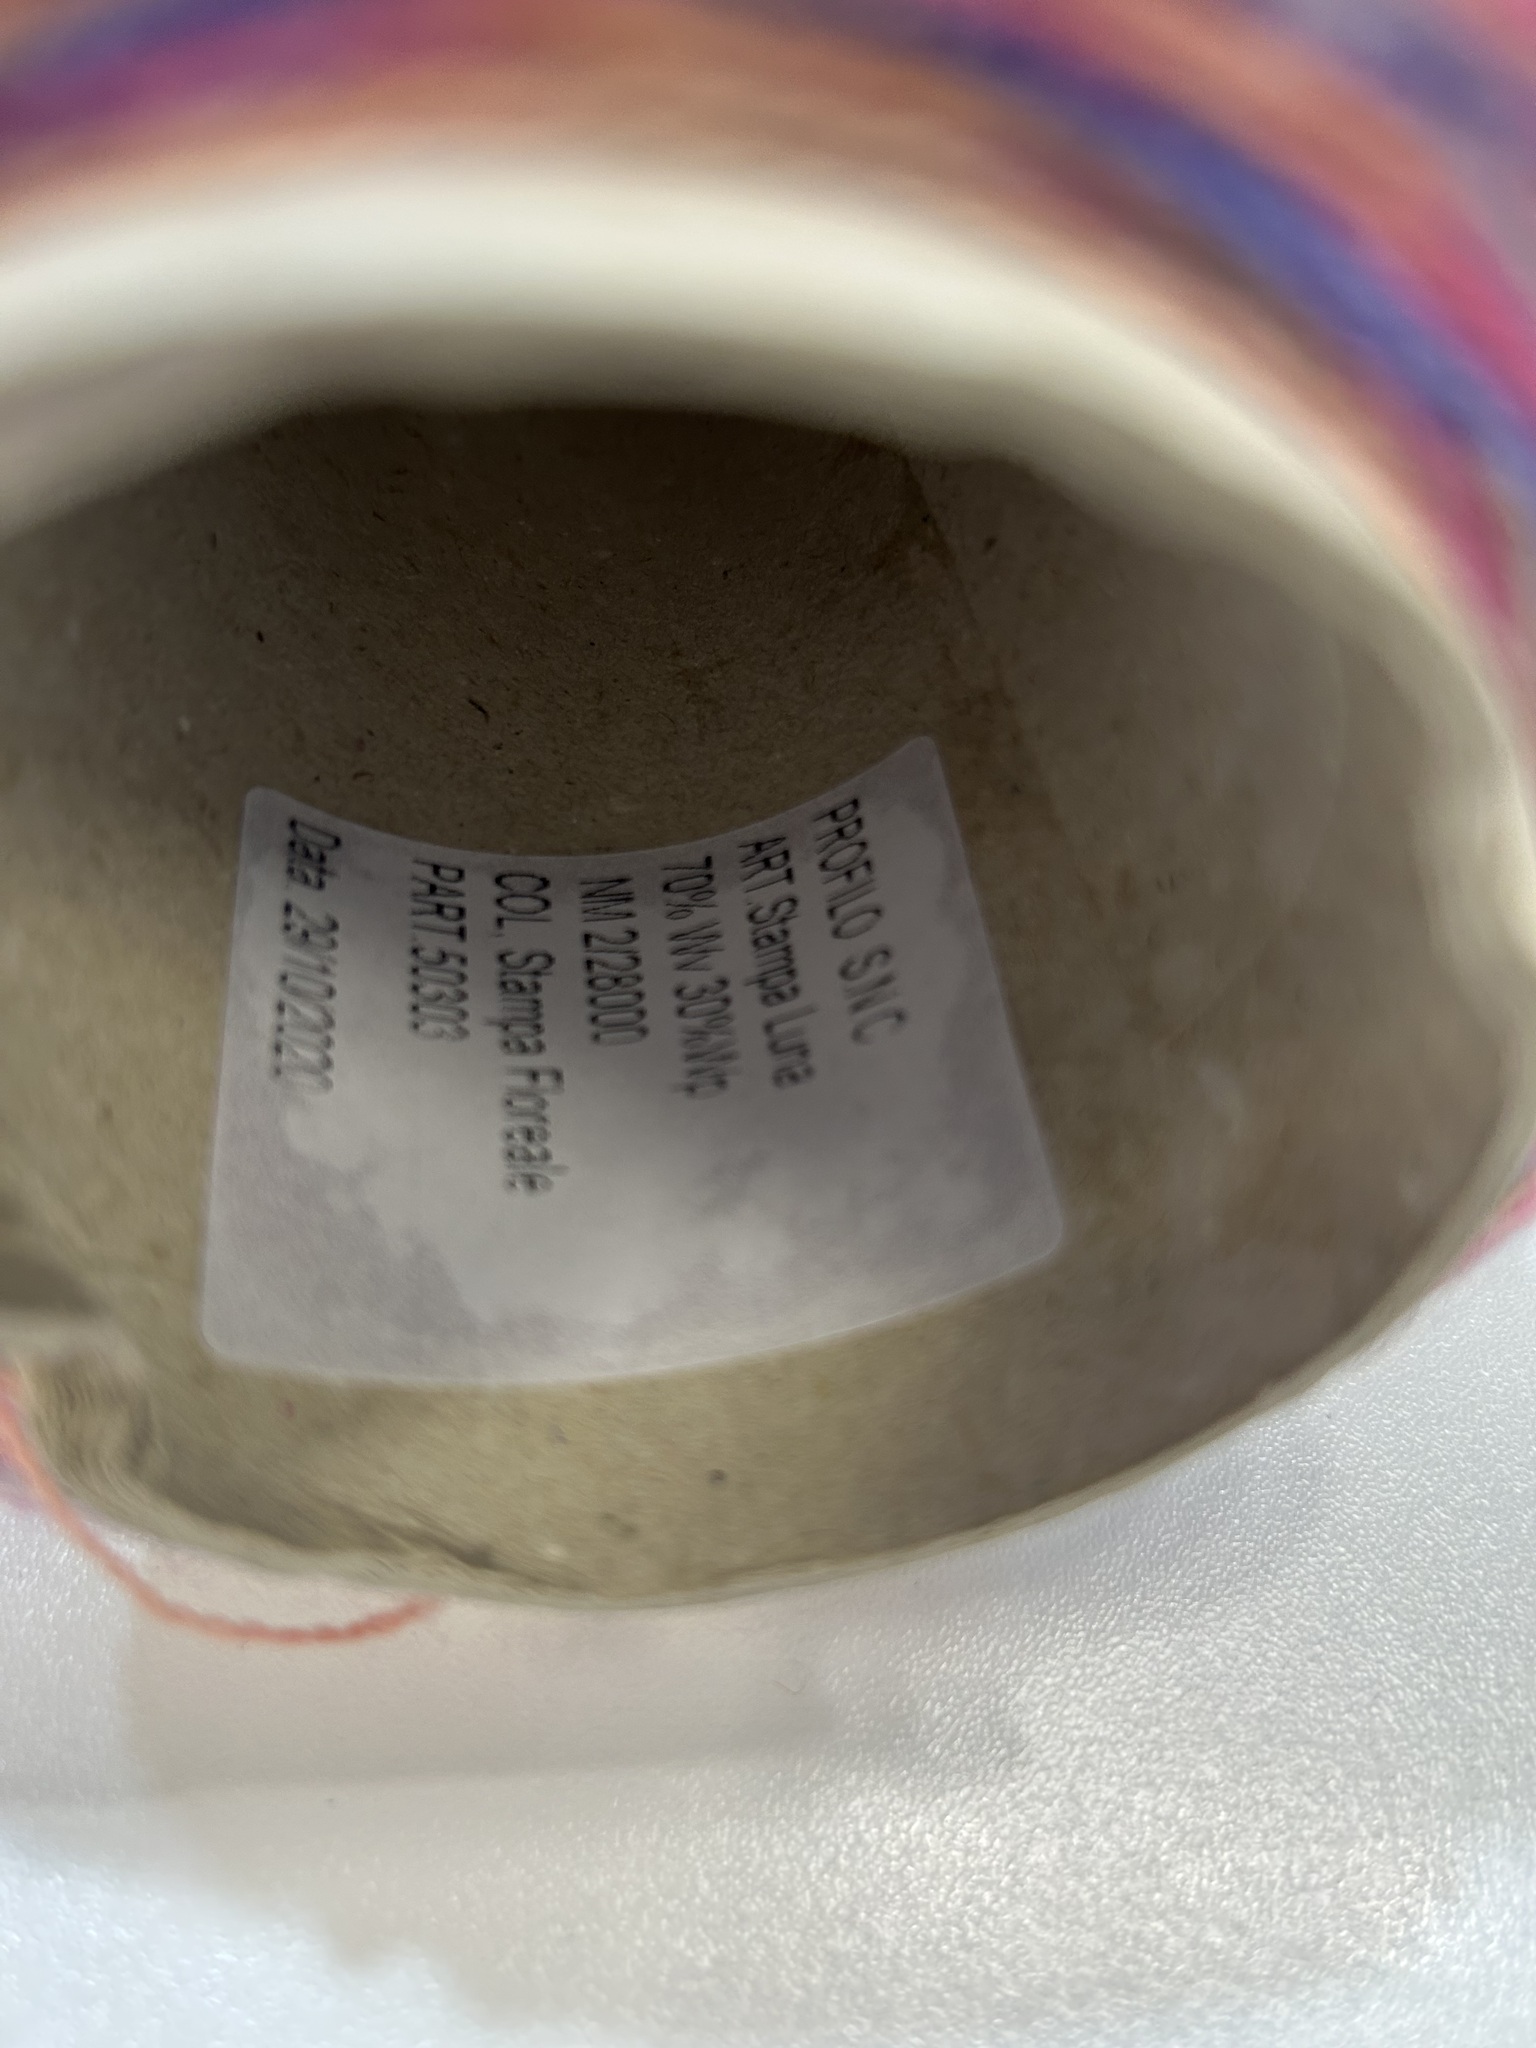 PROFILO SNC
ART.Stampa Luna
70% Wv 30%Wp
NM 2/28000
COL, Stampa Floreale
PART.50303
Data 29/10/2020